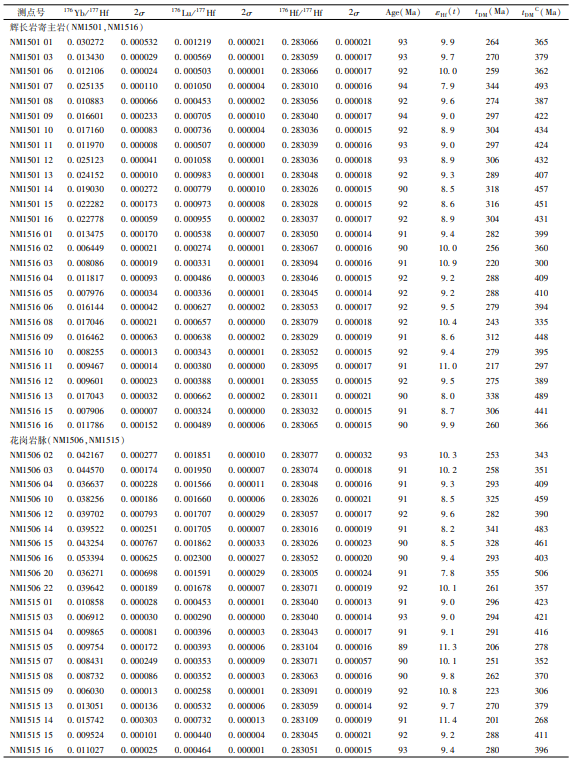 测点号 ¹⁷⁶Yb/¹⁷⁷Hf 2σ ¹⁷⁶Lu/¹⁷⁷Hf 2σ ¹⁷⁶Hf/¹⁷⁷Hf 2σ Age(Ma) εHf(t) tDM(Ma) tDMC(Ma)
辉长岩寄主岩(NM1501,NM1516)
NM1501 01 0.030272 0.000532 0.001219 0.000021 0.283066 0.000021 93 9.9 264 365
NM1501 03 0.013430 0.000029 0.000569 0.000001 0.283059 0.000017 93 9.7 270 379
NM1501 06 0.012106 0.000024 0.000503 0.000001 0.283066 0.000017 92 10.0 259 362
NM1501 07 0.025135 0.000110 0.001050 0.000004 0.283010 0.000016 94 7.9 344 493
NM1501 08 0.010883 0.000066 0.000453 0.000002 0.283056 0.000018 92 9.6 274 387
NM1501 09 0.016601 0.000233 0.000705 0.000010 0.283040 0.000017 94 9.0 297 422
NM1501 10 0.017160 0.000083 0.000736 0.000004 0.283036 0.000015 92 8.9 304 434
NM1501 11 0.011970 0.000008 0.000507 0.000000 0.283039 0.000016 93 9.0 297 424
NM1501 12 0.025123 0.000041 0.001058 0.000001 0.283036 0.000018 93 8.9 306 432
NM1501 13 0.024152 0.000010 0.000983 0.000001 0.283048 0.000018 92 9.3 289 407
NM1501 14 0.019030 0.000272 0.000779 0.000010 0.283026 0.000015 90 8.5 318 457
NM1501 15 0.022282 0.000173 0.000973 0.000008 0.283028 0.000015 92 8.6 316 451
NM1501 16 0.022778 0.000059 0.000955 0.000002 0.283037 0.000017 92 8.9 304 431
NM1516 01 0.013475 0.000170 0.000538 0.000007 0.283050 0.000014 91 9.4 282 399
NM1516 02 0.006449 0.000021 0.000274 0.000001 0.283067 0.000016 90 10.0 256 360
NM1516 03 0.008086 0.000019 0.000331 0.000001 0.283094 0.000016 91 10.9 220 300
NM1516 04 0.011817 0.000093 0.000486 0.000003 0.283045 0.000015 92 9.2 288 409
NM1516 05 0.007976 0.000034 0.000336 0.000001 0.283045 0.000014 92 9.2 288 410
NM1516 06 0.016144 0.000042 0.000627 0.000002 0.283053 0.000017 92 9.5 279 394
NM1516 08 0.017046 0.000021 0.000657 0.000000 0.283079 0.000018 92 10.4 243 335
NM1516 09 0.016462 0.000063 0.000638 0.000002 0.283029 0.000019 91 8.6 312 448
NM1516 10 0.008255 0.000013 0.000343 0.000001 0.283052 0.000015 92 9.4 279 395
NM1516 11 0.009467 0.000014 0.000380 0.000000 0.283095 0.000017 91 11.0 217 297
NM1516 12 0.009601 0.000023 0.000388 0.000001 0.283055 0.000015 92 9.5 275 389
NM1516 13 0.017043 0.000032 0.000662 0.000002 0.283011 0.000021 90 8.0 338 489
NM1516 15 0.007906 0.000007 0.000324 0.000000 0.283032 0.000015 91 8.7 306 441
NM1516 16 0.011786 0.000152 0.000489 0.000006 0.283065 0.000015 90 9.9 260 366
花岗岩脉(NM1506,NM1515)
NM1506 02 0.042167 0.000277 0.001851 0.000010 0.283077 0.000032 93 10.3 253 343
NM1506 03 0.044570 0.000174 0.001950 0.000007 0.283074 0.000018 91 10.2 258 351
NM1506 04 0.036637 0.000228 0.001566 0.000011 0.283048 0.000016 91 9.3 293 409
NM1506 10 0.038256 0.000186 0.001660 0.000006 0.283026 0.000021 91 8.5 325 459
NM1506 12 0.039702 0.000793 0.001707 0.000029 0.283057 0.000017 92 9.6 282 390
NM1506 14 0.039522 0.000251 0.001705 0.000007 0.283016 0.000019 91 8.2 341 483
NM1506 15 0.043254 0.000767 0.001862 0.000033 0.283026 0.000023 90 8.5 328 461
NM1506 16 0.053394 0.000625 0.002300 0.000027 0.283052 0.000020 90 9.4 293 403
NM1506 20 0.036271 0.000698 0.001591 0.000029 0.283005 0.000024 91 7.8 355 506
NM1506 22 0.039642 0.000189 0.001678 0.000007 0.283071 0.000019 92 10.1 261 357
NM1515 01 0.010858 0.000028 0.000453 0.000001 0.283040 0.000013 91 9.0 296 423
NM1515 03 0.006912 0.000030 0.000290 0.000000 0.283040 0.000014 93 9.0 294 421
NM1515 04 0.009865 0.000081 0.000396 0.000003 0.283043 0.000017 91 9.1 291 416
NM1515 05 0.009754 0.000172 0.000393 0.000006 0.283104 0.000016 89 11.3 206 278
NM1515 07 0.008431 0.000249 0.000353 0.000009 0.283071 0.000057 90 10.1 251 352
NM1515 08 0.008732 0.000086 0.000352 0.000003 0.283063 0.000016 90 9.8 262 370
NM1515 09 0.006030 0.000013 0.000258 0.000001 0.283091 0.000019 92 10.8 223 306
NM1515 13 0.013051 0.000136 0.000532 0.000006 0.283059 0.000014 92 9.7 270 379
NM1515 14 0.015742 0.000303 0.000732 0.000013 0.283109 0.000019 91 11.4 201 268
NM1515 15 0.009524 0.000101 0.000440 0.000004 0.283045 0.000021 92 9.2 288 411
NM1515 16 0.011027 0.000025 0.000464 0.000001 0.283051 0.000015 93 9.4 280 396